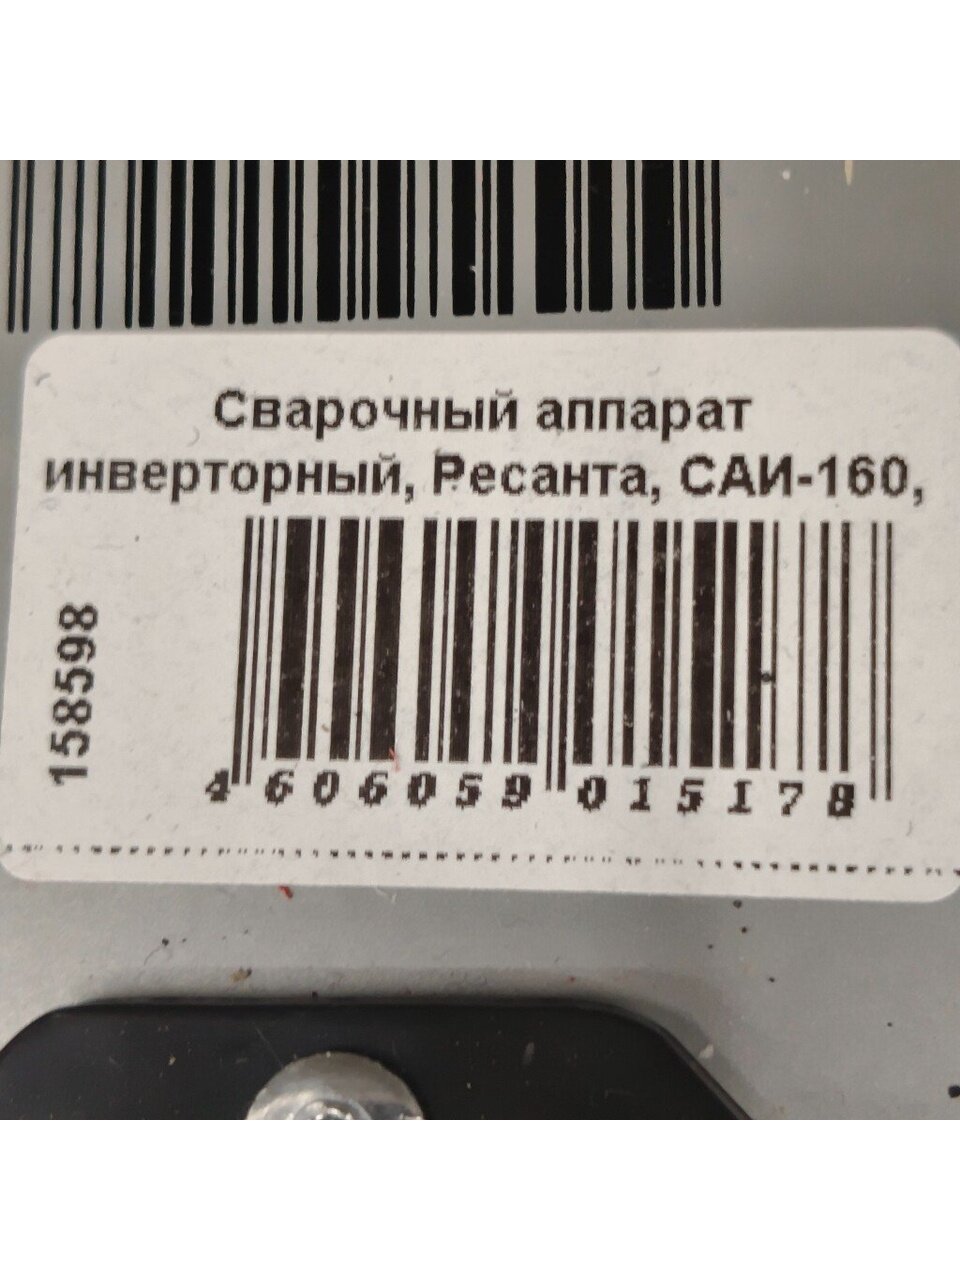 Сварочный аппарат
инверторный, Ресанта, САИ-160,
158598
4 606059 015178